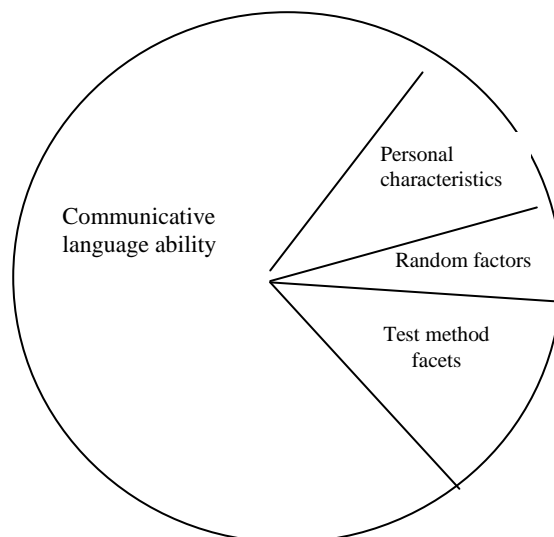 Personal
characteristics
Communicative
language ability
Random factors
Test method
facets